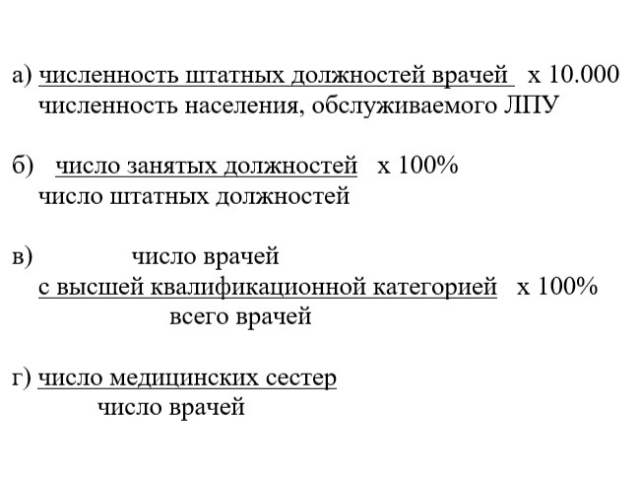 а) численность штатных должностей врачей x 10.000
численность населения, обслуживаемого ЛПУ
б) число занятых должностей x 100%
число штатных должностей
в) число врачей
с высшей квалификационной категорией x 100%
всего врачей
г) число медицинских сестер
число врачей